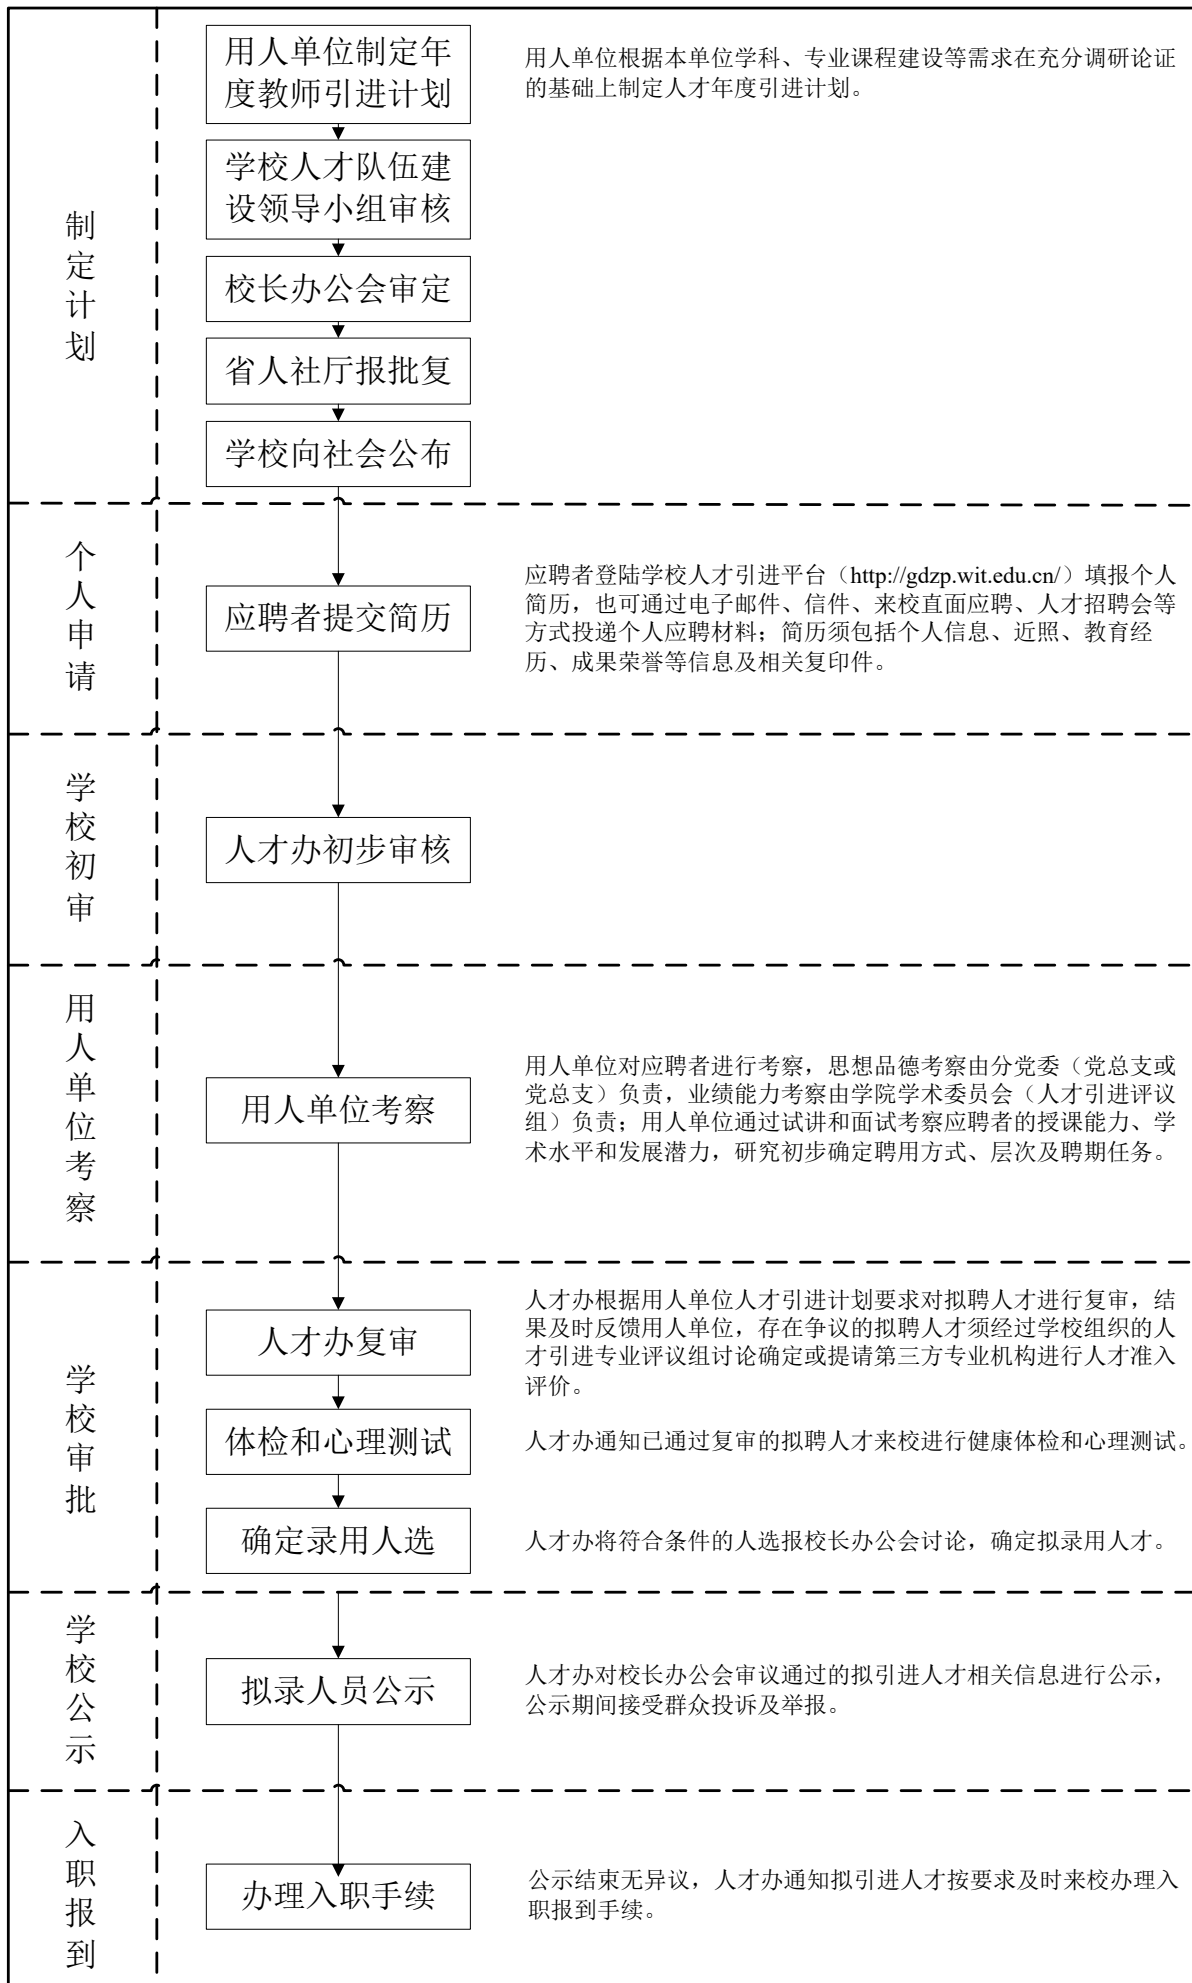 制定计划
用人单位制定年
度教师引进计划
用人单位根据本单位学科、专业课程建设等需求在充分调研论证
的基础上制定人才年度引进计划。
学校人才队伍建
设领导小组审核
校长办公会审定
省人社厅报批复
学校向社会公布
个人申请
应聘者提交简历
应聘者登陆学校人才引进平台（http://gdzp.wit.edu.cn/）填报个人
简历，也可通过电子邮件、信件、来校直面应聘、人才招聘会等
方式投递个人应聘材料；简历须包括个人信息、近照、教育经
历、成果荣誉等信息及相关复印件。
学校初审
人才办初步审核
用人单位考察
用人单位考察
用人单位对应聘者进行考察，思想品德考察由分党委（党总支或
党总支）负责，业绩能力考察由学院学术委员会（人才引进评议
组）负责；用人单位通过试讲和面试考察应聘者的授课能力、学
术水平和发展潜力，研究初步确定聘用方式、层次及聘期任务。
学校审批
人才办复审
人才办根据用人单位人才引进计划要求对拟聘人才进行复审，结
果及时反馈用人单位，存在争议的拟聘人才须经过学校组织的人
才引进专业评议组讨论确定或提请第三方专业机构进行人才准入
评价。
体检和心理测试
人才办通知已通过复审的拟聘人才来校进行健康体检和心理测试。
确定录用人选
人才办将符合条件的人选报校长办公会讨论，确定拟录用人才。
学校公示
拟录人员公示
人才办对校长办公会审议通过的拟引进人才相关信息进行公示，
公示期间接受群众投诉及举报。
入职报到
办理入职手续
公示结束无异议，人才办通知拟引进人才按要求及时来校办理入
职报到手续。